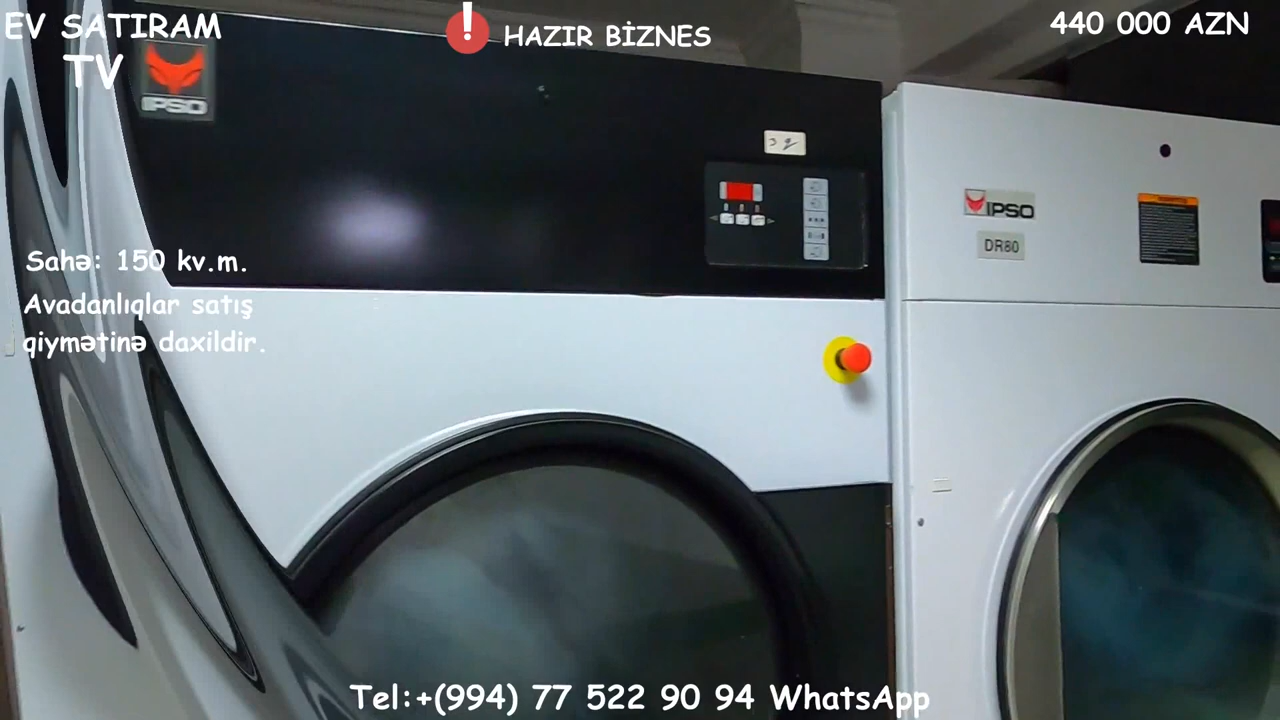 EV SATIRAM
TV
HAZIR BİZNES
440 000 AZN
IPSO
IPSO
DR80
Sahə: 150 kv.m.
Avadanlıqlar satış
qiymətinə daxildir.
Tel:+(994) 77 522 90 94 WhatsApp